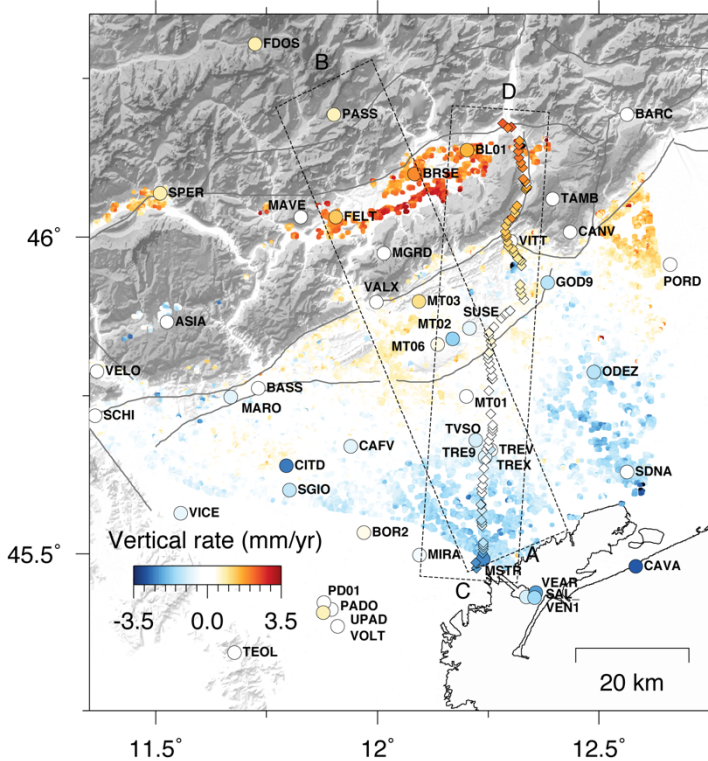 FDOS
B
PASS
D
BARC
BL01
BRSE
SPER
TAMB
MAVE
FELT
CANV
46°
VITT
MGRD
PORD
GOD9
VALX
MT03
SUSE
ASIA
MT02
MT06
VELO
ODEZ
BASS
MT01
MARO
SCHI
TVSO
CAFV
TREV
TRE9
TREX
CITD
SDNA
SGIO
VICE
BOR2
Vertical rate (mm/yr)
MIRA
A
45.5°
MSTR
CAVA
VEAR
C
SAL
VEN1
PD01
PADO
-3.5 0.0 3.5
UPAD
VOLT
TEOL
20 km
11.5° 12° 12.5°